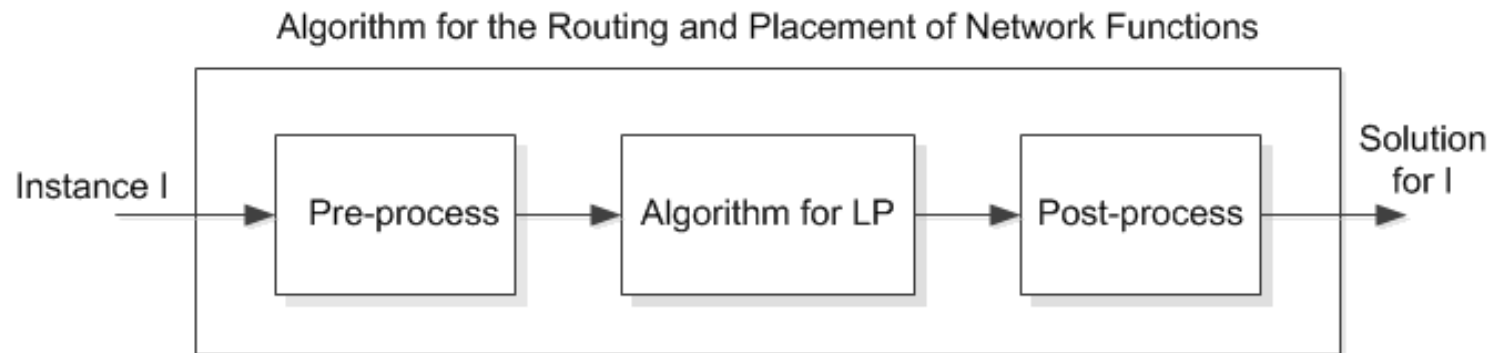 Algorithm for the Routing and Placement of Network Functions
Instance I
Pre-process
Algorithm for LP
Post-process
Solution
for I